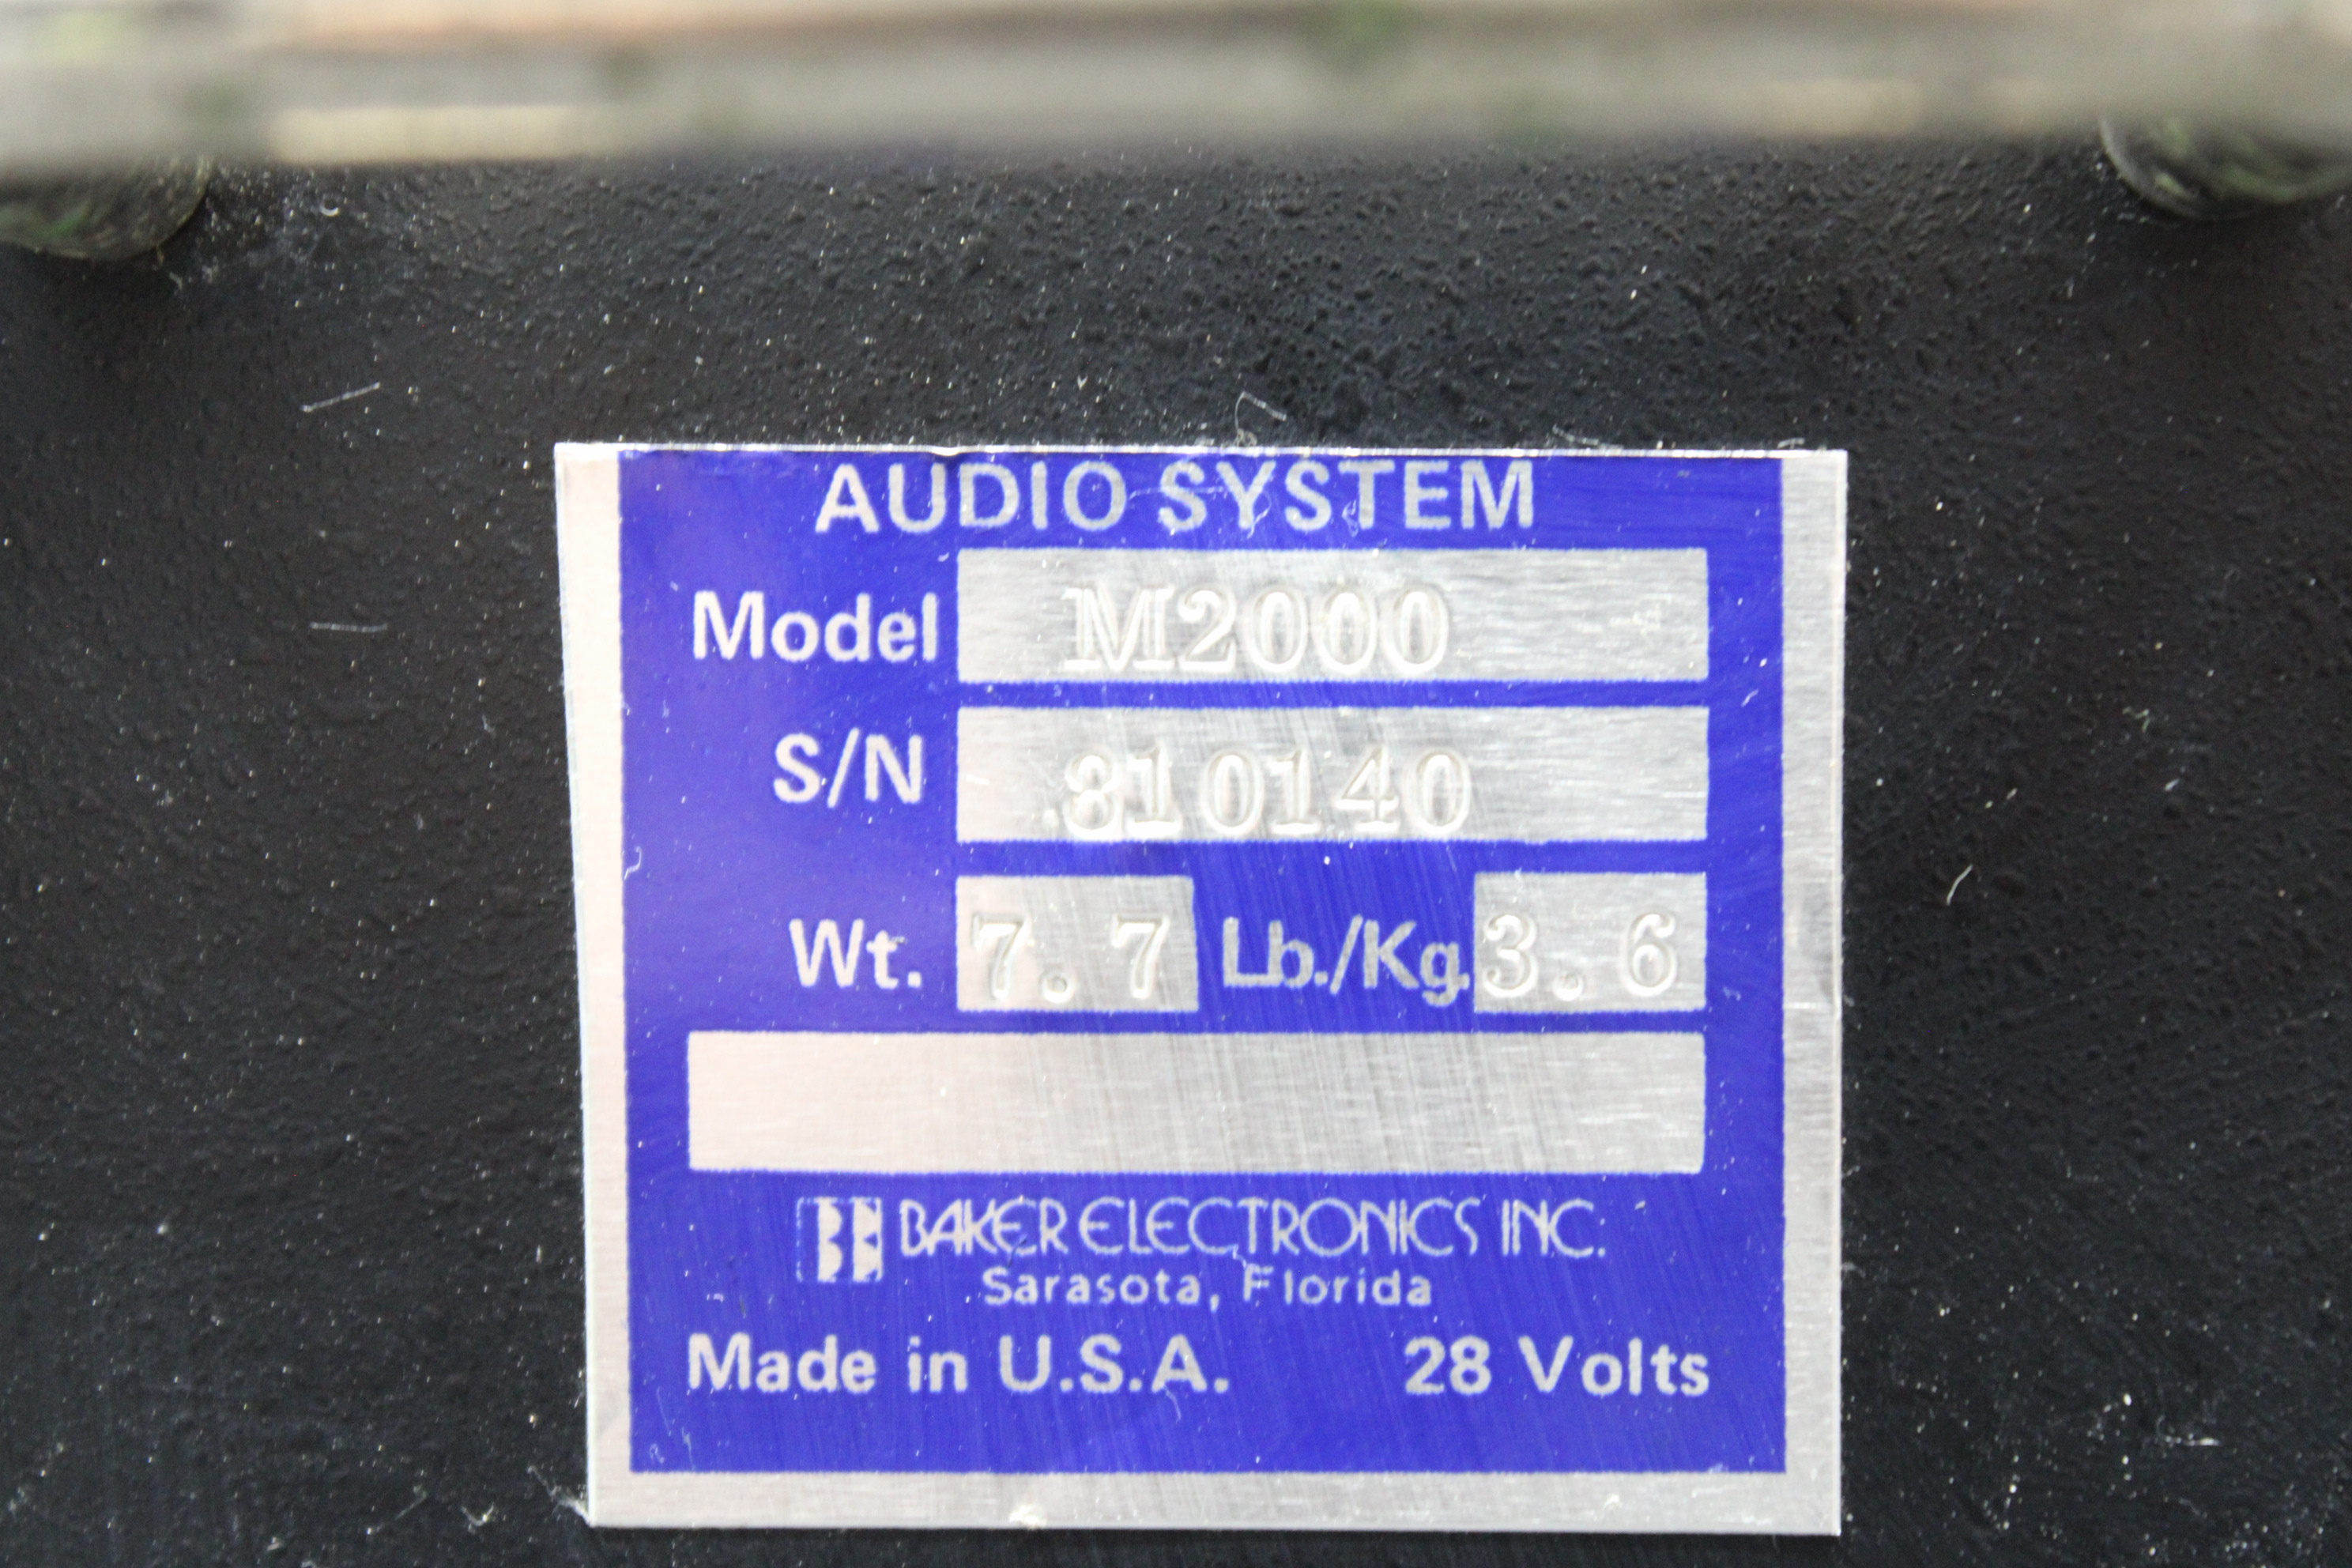 AUDIO SYSTEM
Model M2000
S/N 810140
Wt. 7.7 Lb./Kg. 3.6
BAKER ELECTRONICS INC.
Sarasota, Florida
Made in U.S.A. 28 Volts